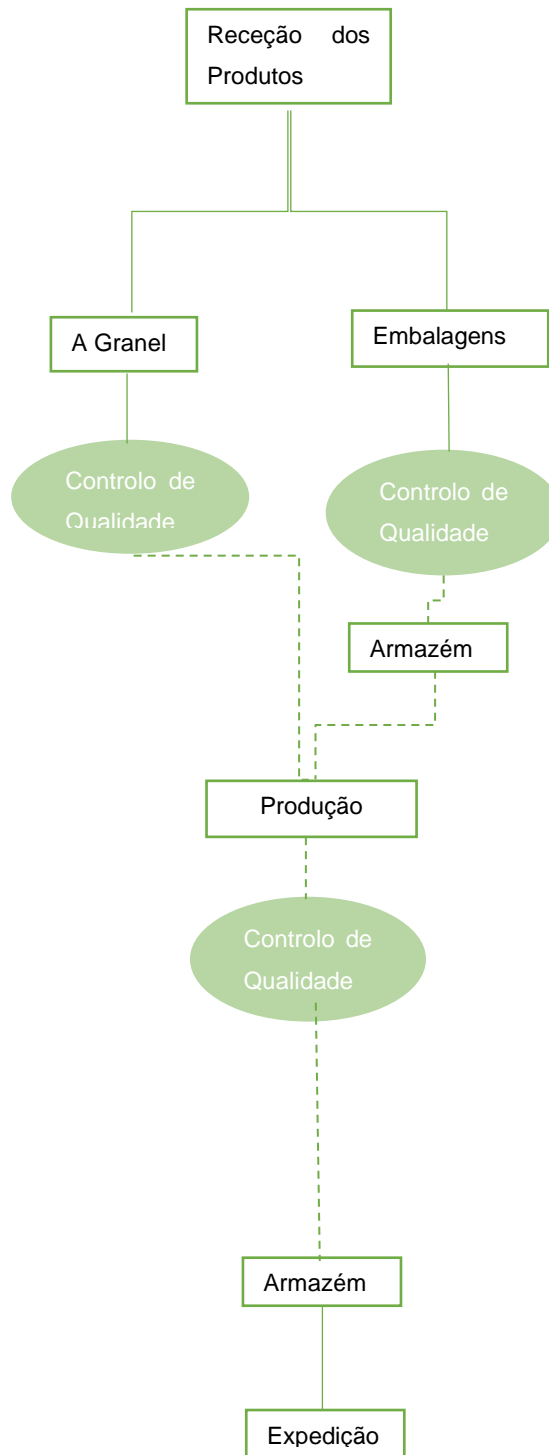 Receção dos
Produtos
A Granel
Embalagens
Controlo de
Qualidade
Controlo de
Qualidade
Armazém
Produção
Controlo de
Qualidade
Armazém
Expedição